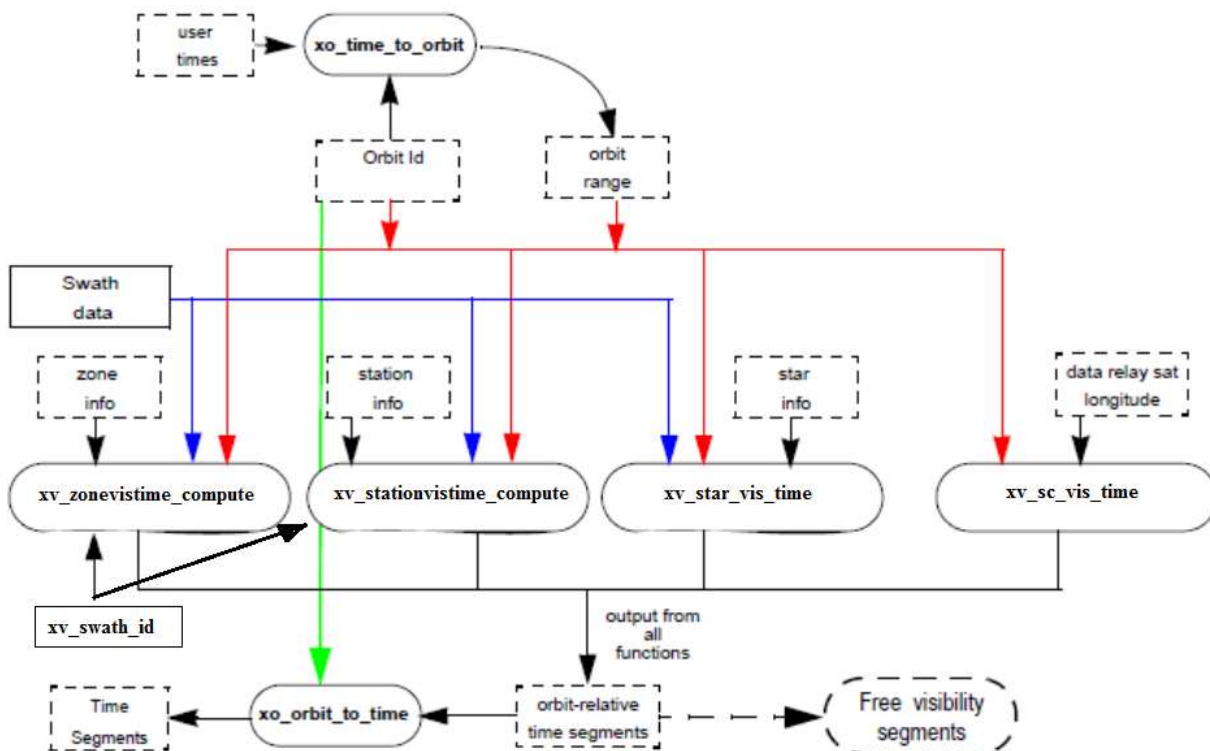 user
times
xo_time_to_orbit
Orbit Id
orbit
range
Swath
data
zone
info
station
info
star
info
data relay sat
longitude
xv_zonevistime_compute
xv_stationvistime_compute
xv_star_vis_time
xv_sc_vis_time
xv_swath_id
output from
all
functions
Time
Segments
xo_orbit_to_time
orbit-relative
time segments
Free visibility
segments